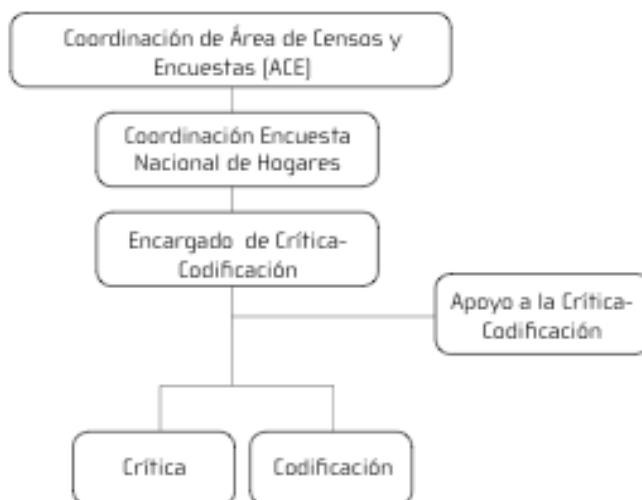 Coordinación de Área de Censos y
Encuestas (ACE)
Coordinación Encuesta
Nacional de Hogares
Encargado de Crítica-
Codificación
Apoyo a la Crítica-
Codificación
Crítica
Codificación